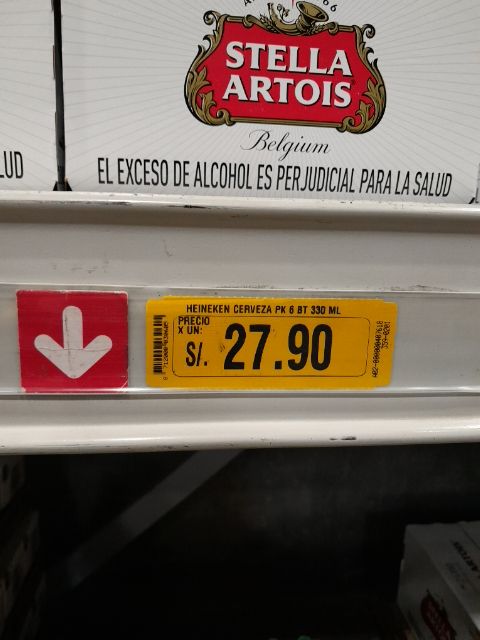 STELLA
ARTOIS
Belgium
LUD
EL EXCESO DE ALCOHOL ES PERJUDICIAL PARA LA SALUD
HEINEKEN CERVEZA PK 6 BT 330 ML
PRECIO
X UN:
S/. 27.90